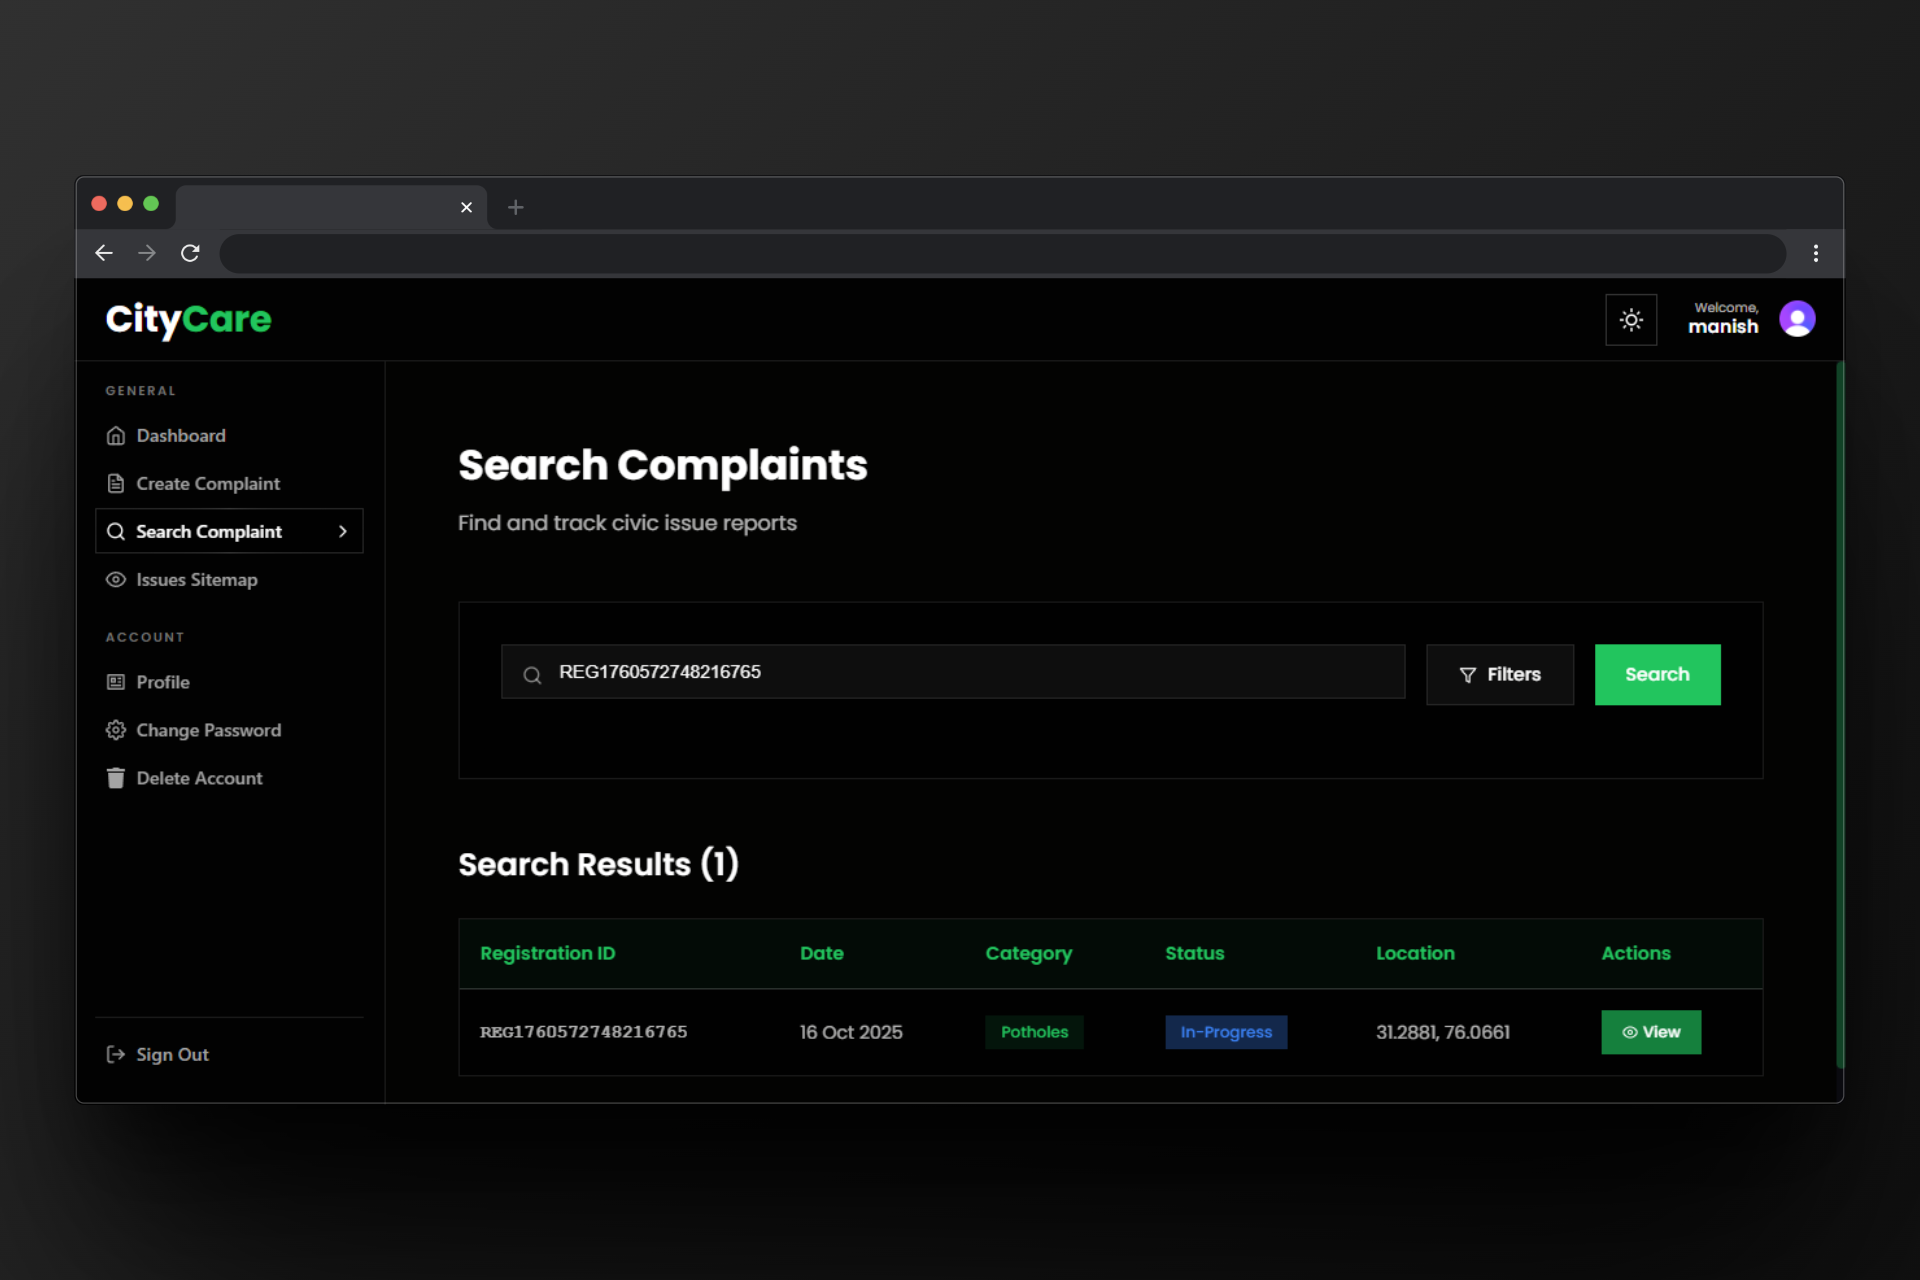 CityCare
Welcome,
manish
GENERAL
Dashboard
Create Complaint
Search Complaint
Issues Sitemap
ACCOUNT
Profile
Change Password
Delete Account
Sign Out
Search Complaints
Find and track civic issue reports
REG1760572748216765
Filters
Search
Search Results (1)
Registration ID Date Category Status Location Actions
REG1760572748216765 16 Oct 2025 Potholes In-Progress 31.2881, 76.0661 View